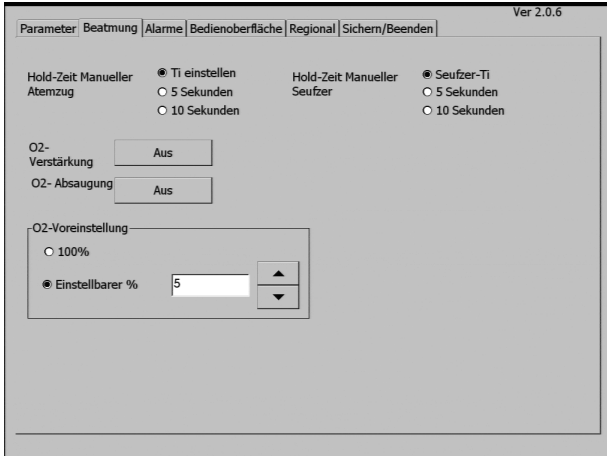 Ver 2.0.6
Parameter Beatmung Alarme Bedienoberfläche Regional Sichern/Beenden
Hold-Zeit Manueller
Atemzug
Ti einstellen
5 Sekunden
10 Sekunden
Hold-Zeit Manueller
Seufzer
Seufzer-Ti
5 Sekunden
10 Sekunden
O2-
Verstärkung
Aus
O2- Absaugung
Aus
O2-Voreinstellung
100%
Einstellbarer %
5